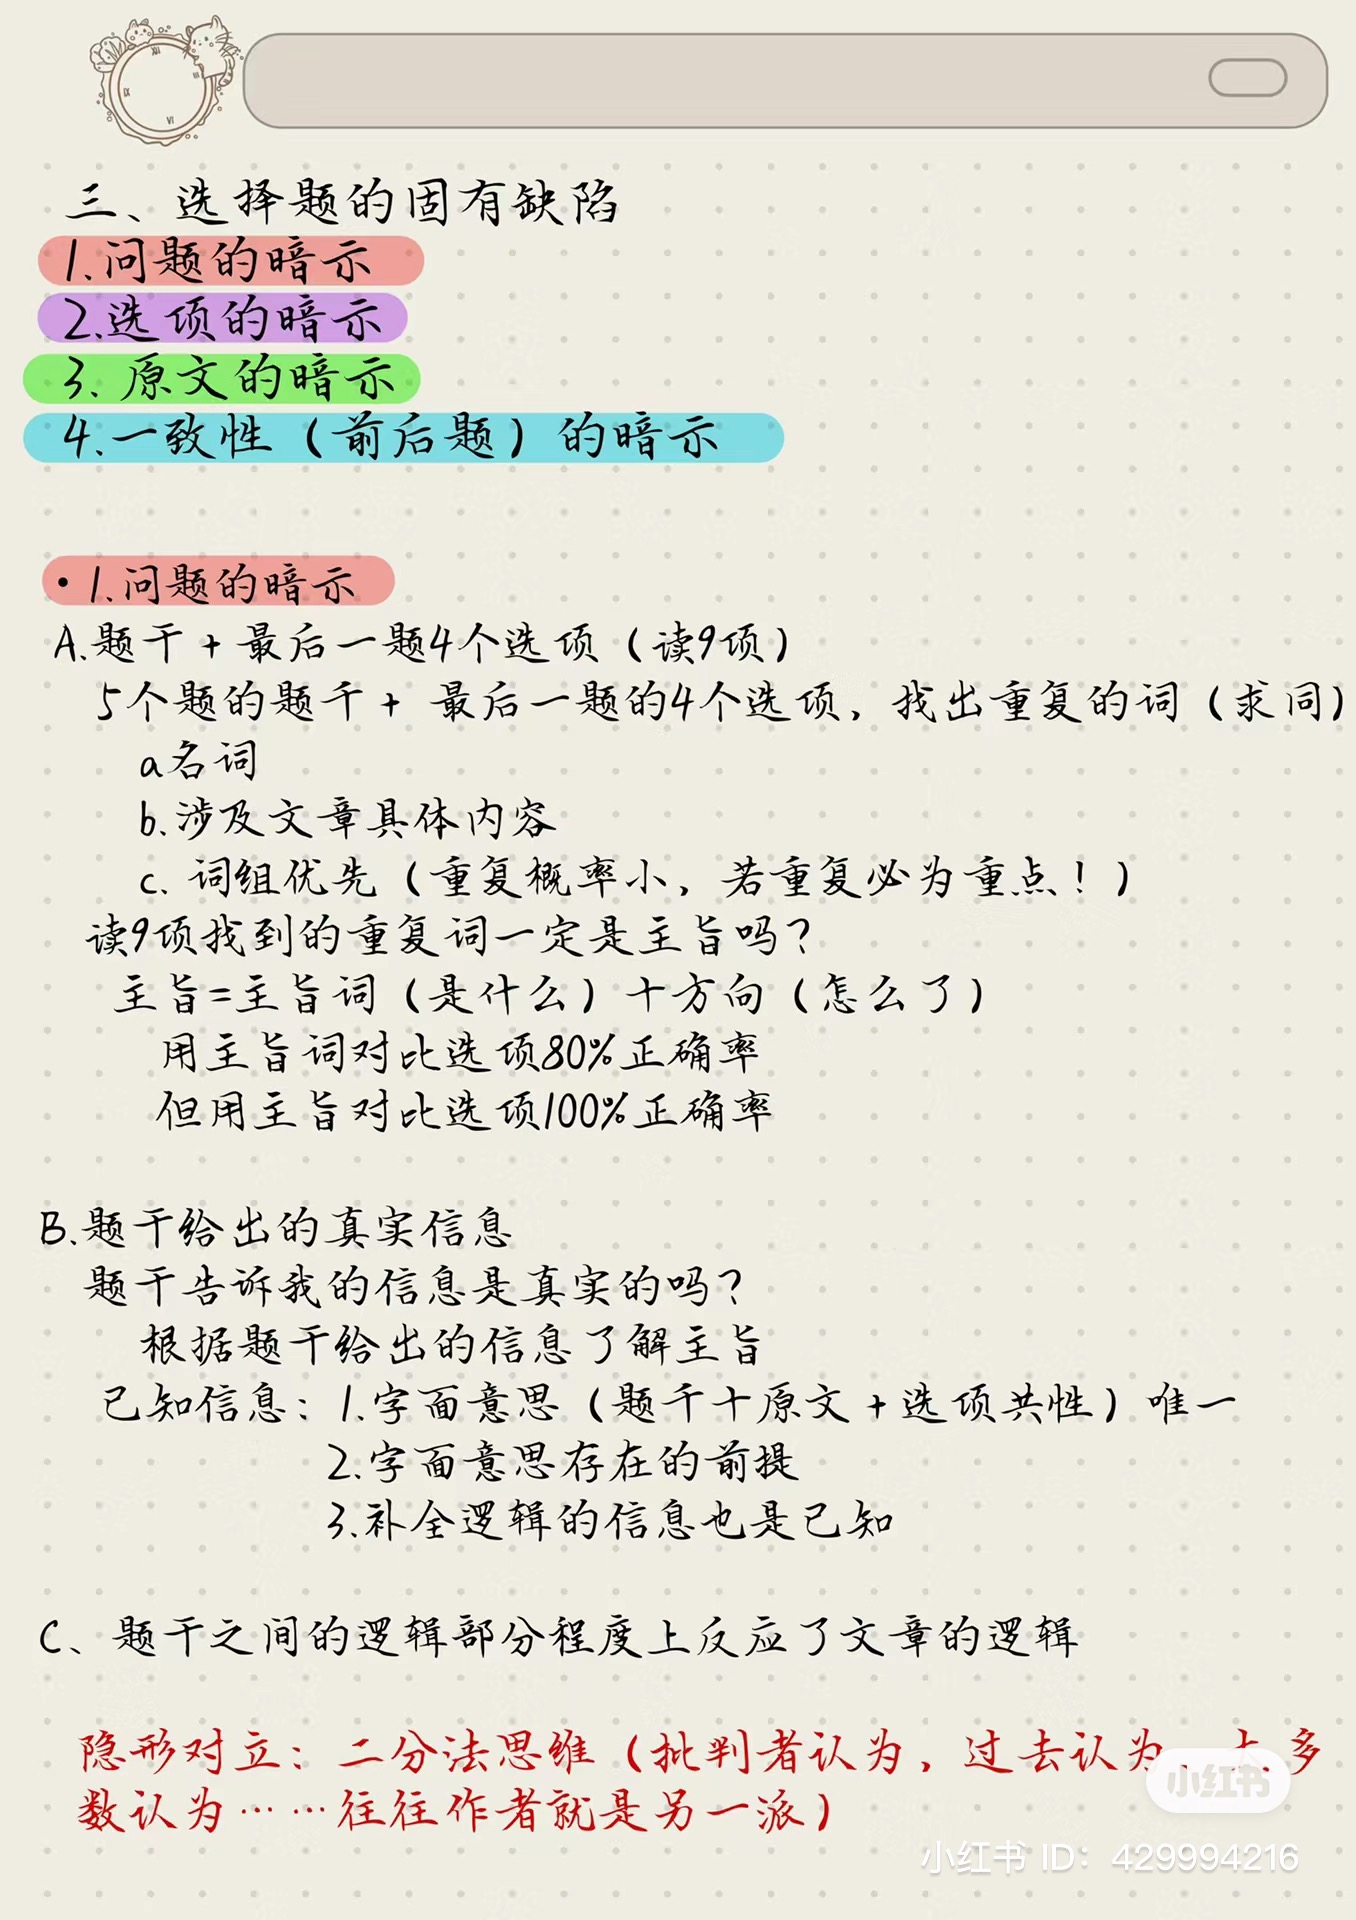 三、选择题的固有缺陷
1.问题的暗示
2.选项的暗示
3.原文的暗示
4.一致性（前后题）的暗示
•1.问题的暗示
A.题干+最后一题4个选项（读9项）
5个题的题干+ 最后一题的4个选项，找出重复的词（求同）
a名词
b.涉及文章具体内容
c. 词组优先（重复概率小，若重复必为重点！）
读9项找到的重复词一定是主旨吗？
主旨=主旨词（是什么）十方向（怎么了）
用主旨词对比选项80%正确率
但用主旨对比选项100%正确率
B.题干给出的真实信息
题干告诉我的信息是真实的吗？
根据题干给出的信息了解主旨
已知信息：1.字面意思（题干十原文+选项共性）唯一
2.字面意思存在的前提
3.补全逻辑的信息也是已知
C、题干之间的逻辑部分程度上反应了文章的逻辑
隐形对立：二分法思维（批判者认为，过去认为，大多
数认为……往往作者就是另一派）
小红书
小红书 ID：429994216